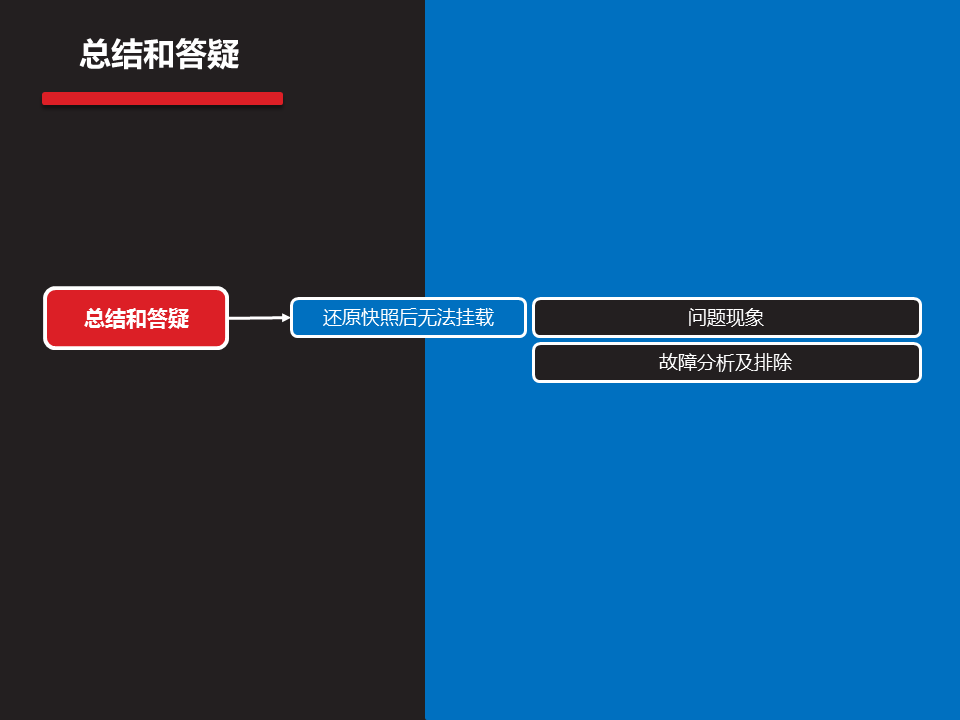 总结和答疑
总结和答疑
还原快照后无法挂载
问题现象
故障分析及排除